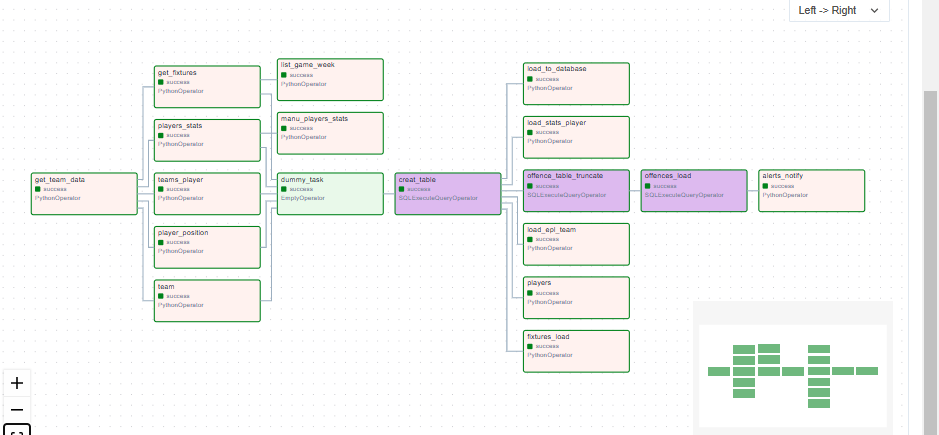 Left -> Right
get_team_data
success
PythonOperator
get_fixtures
success
PythonOperator
players_stats
success
PythonOperator
teams_player
success
PythonOperator
player_position
success
PythonOperator
team
success
PythonOperator
list_game_week
success
PythonOperator
manu_players_stats
success
PythonOperator
dummy_task
success
EmptyOperator
creat_table
success
SQLExecuteQueryOperator
load_to_database
success
PythonOperator
load_stats_player
success
PythonOperator
offence_table_truncate
success
SQLExecuteQueryOperator
load_epl_team
success
PythonOperator
players
success
PythonOperator
fixtures_load
success
PythonOperator
offences_load
success
SQLExecuteQueryOperator
alerts_notify
success
PythonOperator